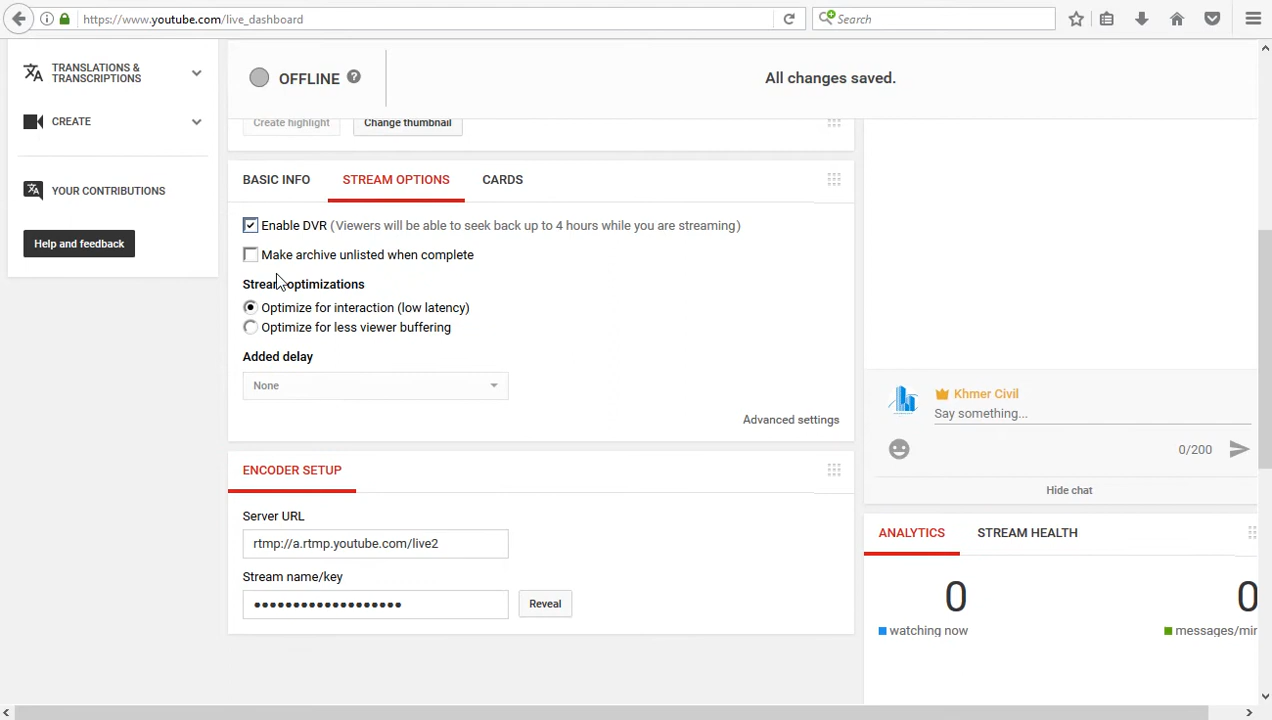 https://www.youtube.com/live_dashboard
Search
TRANSLATIONS &
TRANSCRIPTIONS
CREATE
YOUR CONTRIBUTIONS
Help and feedback
OFFLINE ?
All changes saved.
Create highlight
Change thumbnail
BASIC INFO
STREAM OPTIONS
CARDS
Enable DVR (Viewers will be able to seek back up to 4 hours while you are streaming)
Make archive unlisted when complete
Stream optimizations
Optimize for interaction (low latency)
Optimize for less viewer buffering
Added delay
None
Advanced settings
ENCODER SETUP
Server URL
rtmp://a.rtmp.youtube.com/live2
Stream name/key
•••••••••••••••••••
Reveal
Khmer Civil
Say something...
0/200
Hide chat
ANALYTICS
STREAM HEALTH
0
watching now
0
messages/min